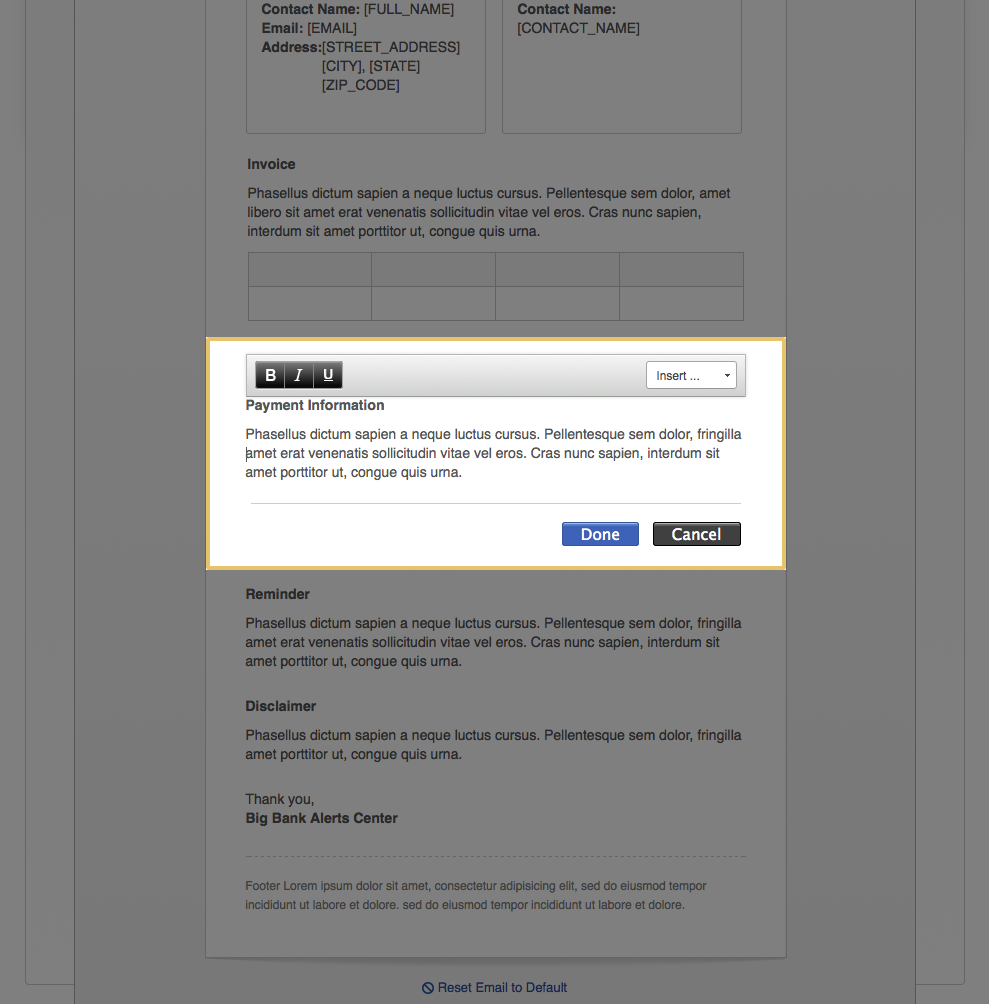 Contact Name: [FULL_NAME]
Email: [EMAIL]
Address:[STREET_ADDRESS]
[CITY], [STATE]
[ZIP_CODE]
Contact Name:
[CONTACT_NAME]
Invoice
Phasellus dictum sapien a neque luctus cursus. Pellentesque sem dolor, amet
libero sit amet erat venenatis sollicitudin vitae vel eros. Cras nunc sapien,
interdum sit amet porttitor ut, congue quis urna.
B I U
Insert ...
Payment Information
Phasellus dictum sapien a neque luctus cursus. Pellentesque sem dolor, fringilla
amet erat venenatis sollicitudin vitae vel eros. Cras nunc sapien, interdum sit
amet porttitor ut, congue quis urna.
Done
Cancel
Reminder
Phasellus dictum sapien a neque luctus cursus. Pellentesque sem dolor, fringilla
amet erat venenatis sollicitudin vitae vel eros. Cras nunc sapien, interdum sit
amet porttitor ut, congue quis urna.
Disclaimer
Phasellus dictum sapien a neque luctus cursus. Pellentesque sem dolor, fringilla
amet porttitor ut, congue quis urna.
Thank you,
Big Bank Alerts Center
Footer Lorem ipsum dolor sit amet, consectetur adipisicing elit, sed do eiusmod tempor
incididunt ut labore et dolore. sed do eiusmod tempor incididunt ut labore et dolore.
Reset Email to Default